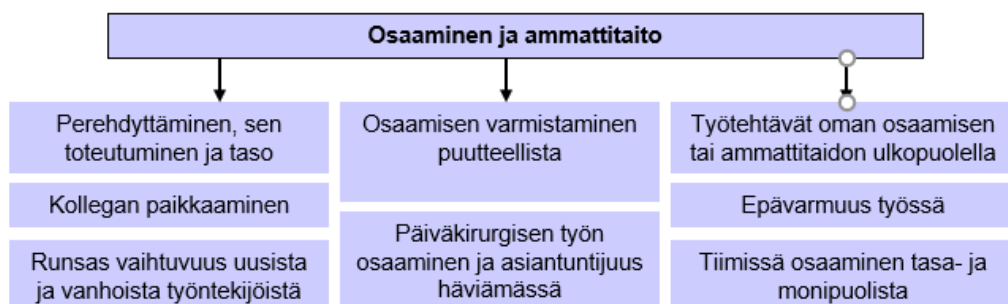 Osaaminen ja ammattitaito
Perehdyttäminen, sen
toteutuminen ja taso
Kollegan paikkaaminen
Runsas vaihtuvuus uusista
ja vanhoista työntekijöistä
Osaamisen varmistaminen
puutteellista
Päiväkirurgisen työn
osaaminen ja asiantuntijuus
häviämässä
Työtehtävät oman osaamisen
tai ammattitaidon ulkopuolella
Epävarmuus työssä
Tiimissä osaaminen tasa- ja
monipuolista